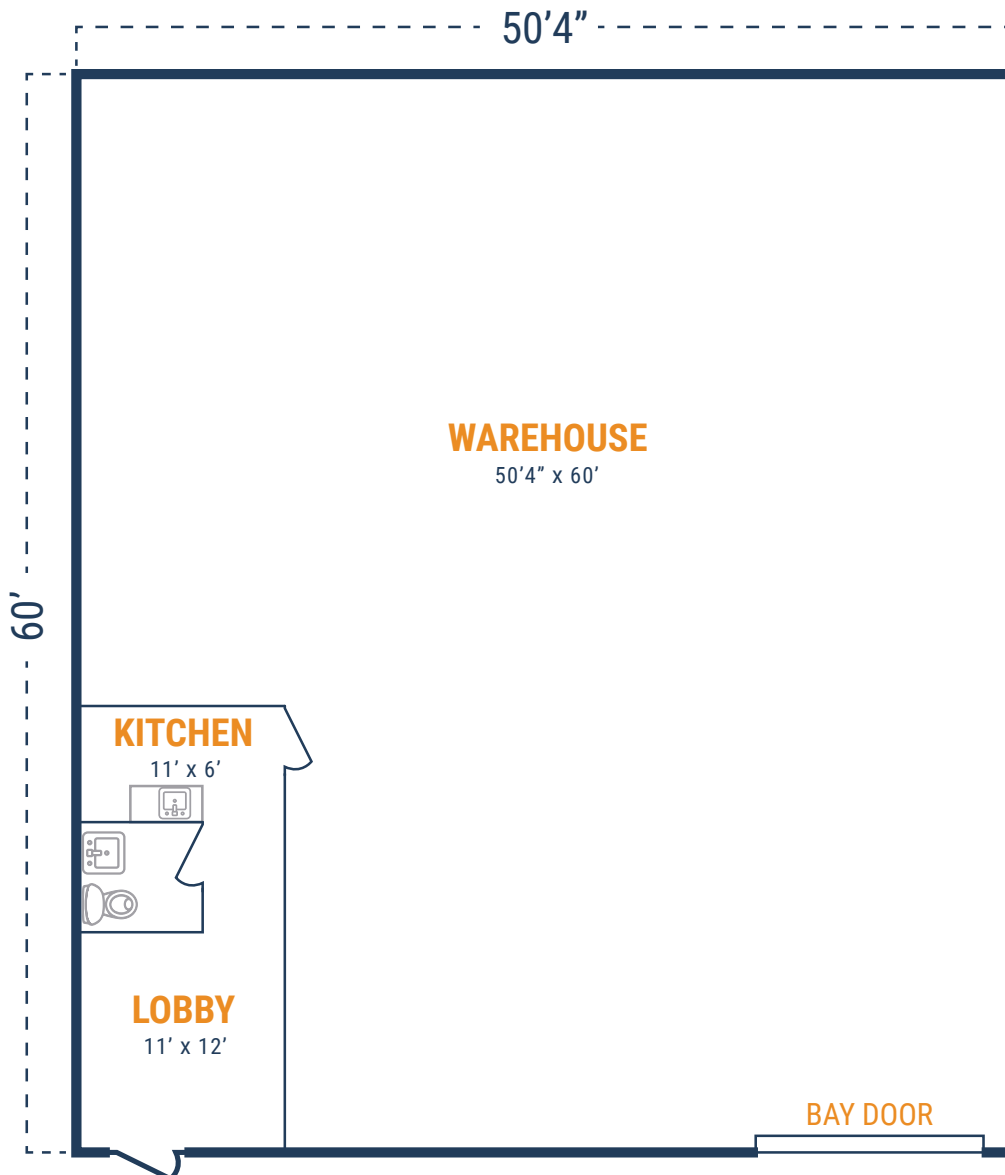 50’4”
60’
WAREHOUSE
50’4” x 60’
KITCHEN
11’ x 6’
LOBBY
11’ x 12’
BAY DOOR